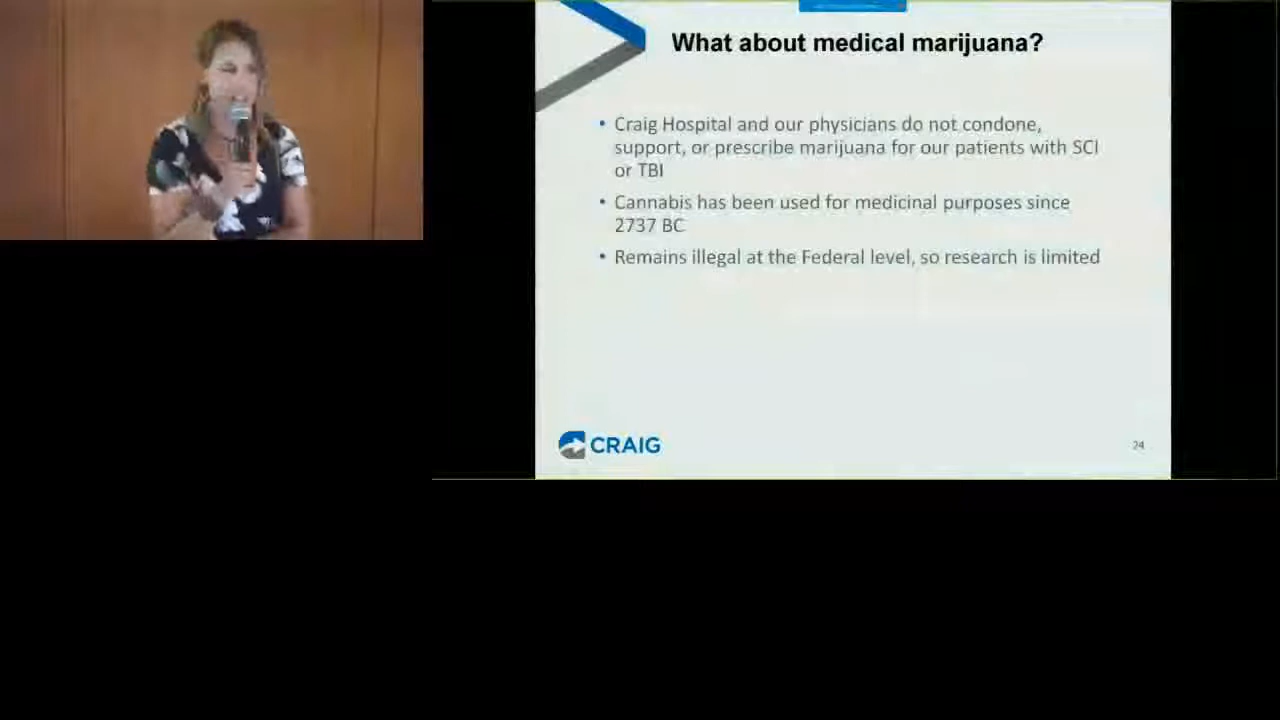 What about medical marijuana?
• Craig Hospital and our physicians do not condone,
support, or prescribe marijuana for our patients with SCI
or TBI
• Cannabis has been used for medicinal purposes since
2737 BC
• Remains illegal at the Federal level, so research is limited
CRAIG
24